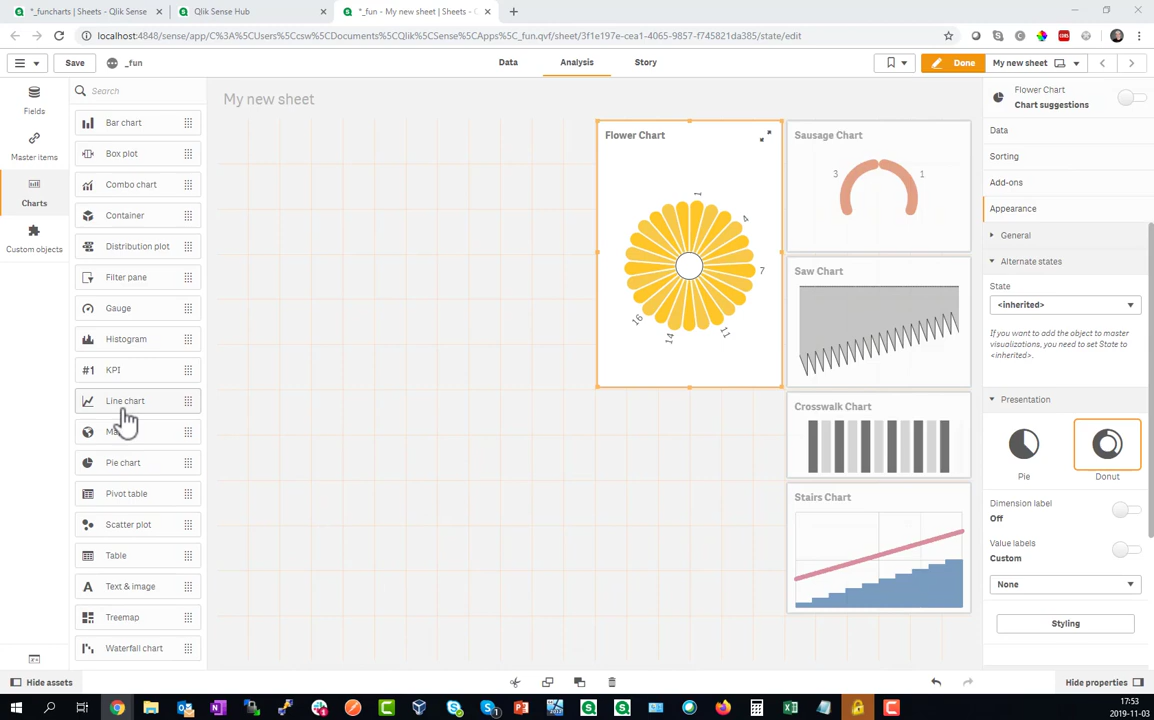 *_funcharts | Sheets - Qlik Sense
Qlik Sense Hub
*_fun - My new sheet | Sheets - C
localhost:4848/sense/app/C%3A%5CUsers%5Ccsw%5CDocuments%5CQlik%5CSense%5CApps%5C_fun.qvf/sheet/3f1e197e-cea1-4065-9857-f745821da385/state/edit
Save
_fun
Data
Analysis
Story
Done
My new sheet
Fields
Master items
Charts
Custom objects
Search
Bar chart
Box plot
Combo chart
Container
Distribution plot
Filter pane
Gauge
Histogram
#1 KPI
Line chart
Pie chart
Pivot table
Scatter plot
Table
A Text & image
Treemap
Waterfall chart
My new sheet
Flower Chart
1
4
7
11
14
16
Sausage Chart
3
1
Saw Chart
Crosswalk Chart
Stairs Chart
Flower Chart
Chart suggestions
Data
Sorting
Add-ons
Appearance
General
Alternate states
State
<inherited>
If you want to add the object to master
visualizations, you need to set State to
<inherited>.
Presentation
Pie
Donut
Dimension label
Off
Value labels
Custom
None
Styling
Hide assets
Hide properties
17:53
2019-11-03